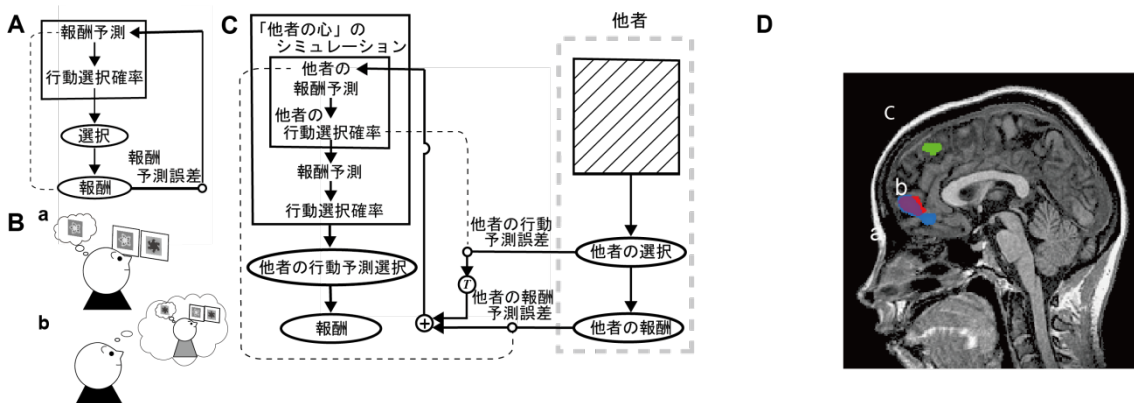 A
報酬予測
行動選択確率
選択
報酬
予測誤差
報酬
B
a
b
C
「他者の心」の
シミュレーション
他者の
報酬予測
他者の
行動選択確率
報酬予測
行動選択確率
他者の行動予測選択
報酬
他者の行動
予測誤差
T
他者の報酬
予測誤差
+
他者
他者の選択
他者の報酬
D
c
b
a